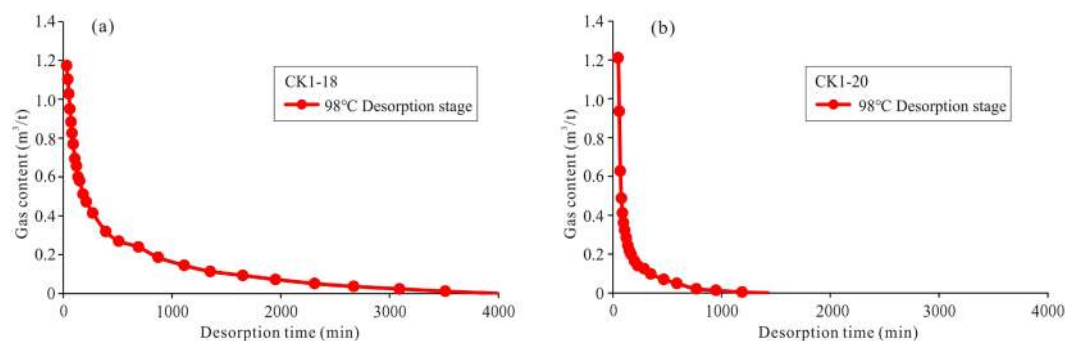 (a)
1.4
1.2
1.0
0.8
0.6
0.4
0.2
0
Gas content (m³/t)
CK1-18
98℃ Desorption stage
0 1000 2000 3000 4000
Desorption time (min)
(b)
1.4
1.2
1.0
0.8
0.6
0.4
0.2
0
Gas content (m³/t)
CK1-20
98℃ Desorption stage
0 1000 2000 3000 4000
Desorption time (min)